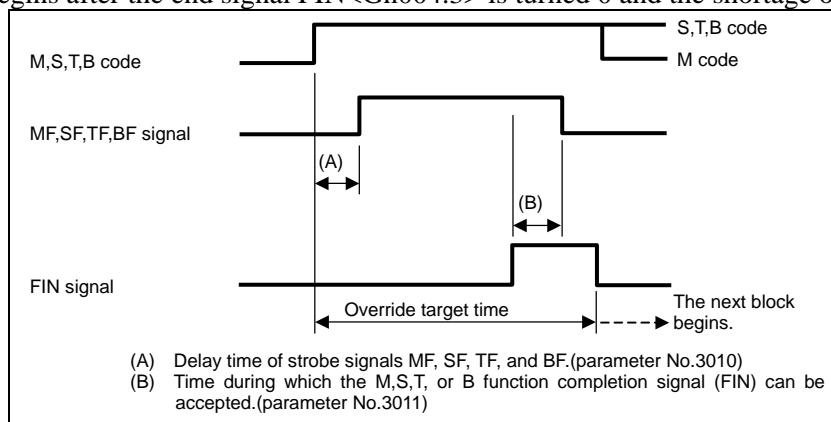 S,T,B code
M,S,T,B code
M code
MF,SF,TF,BF signal
(A)
(B)
FIN signal
Override target time
The next block
begins.
(A) Delay time of strobe signals MF, SF, TF, and BF.(parameter No.3010)
(B) Time during which the M,S,T, or B function completion signal (FIN) can be
accepted.(parameter No.3011)